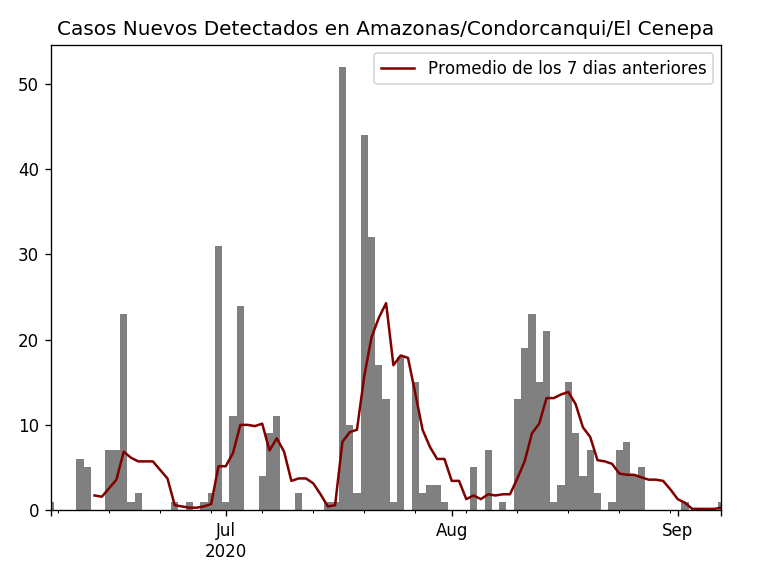 Casos Nuevos Detectados en Amazonas/Condorcanqui/El Cenepa
Promedio de los 7 dias anteriores
50
40
30
20
10
0
Jul
Aug
Sep
2020